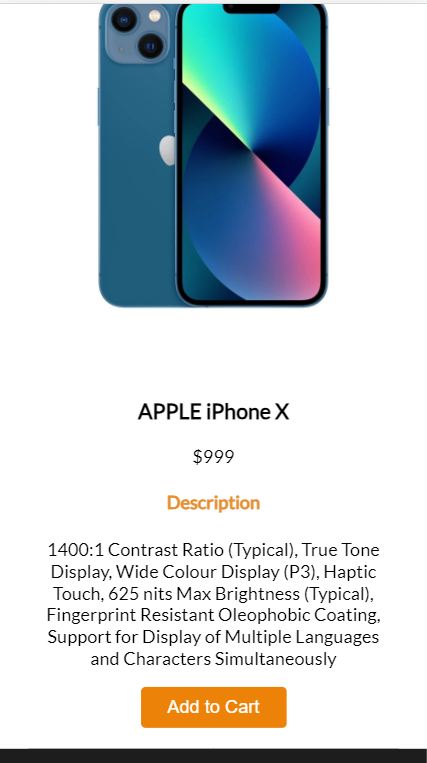 APPLE iPhone X
$999
Description
1400:1 Contrast Ratio (Typical), True Tone
Display, Wide Colour Display (P3), Haptic
Touch, 625 nits Max Brightness (Typical),
Fingerprint Resistant Oleophobic Coating,
Support for Display of Multiple Languages
and Characters Simultaneously
Add to Cart